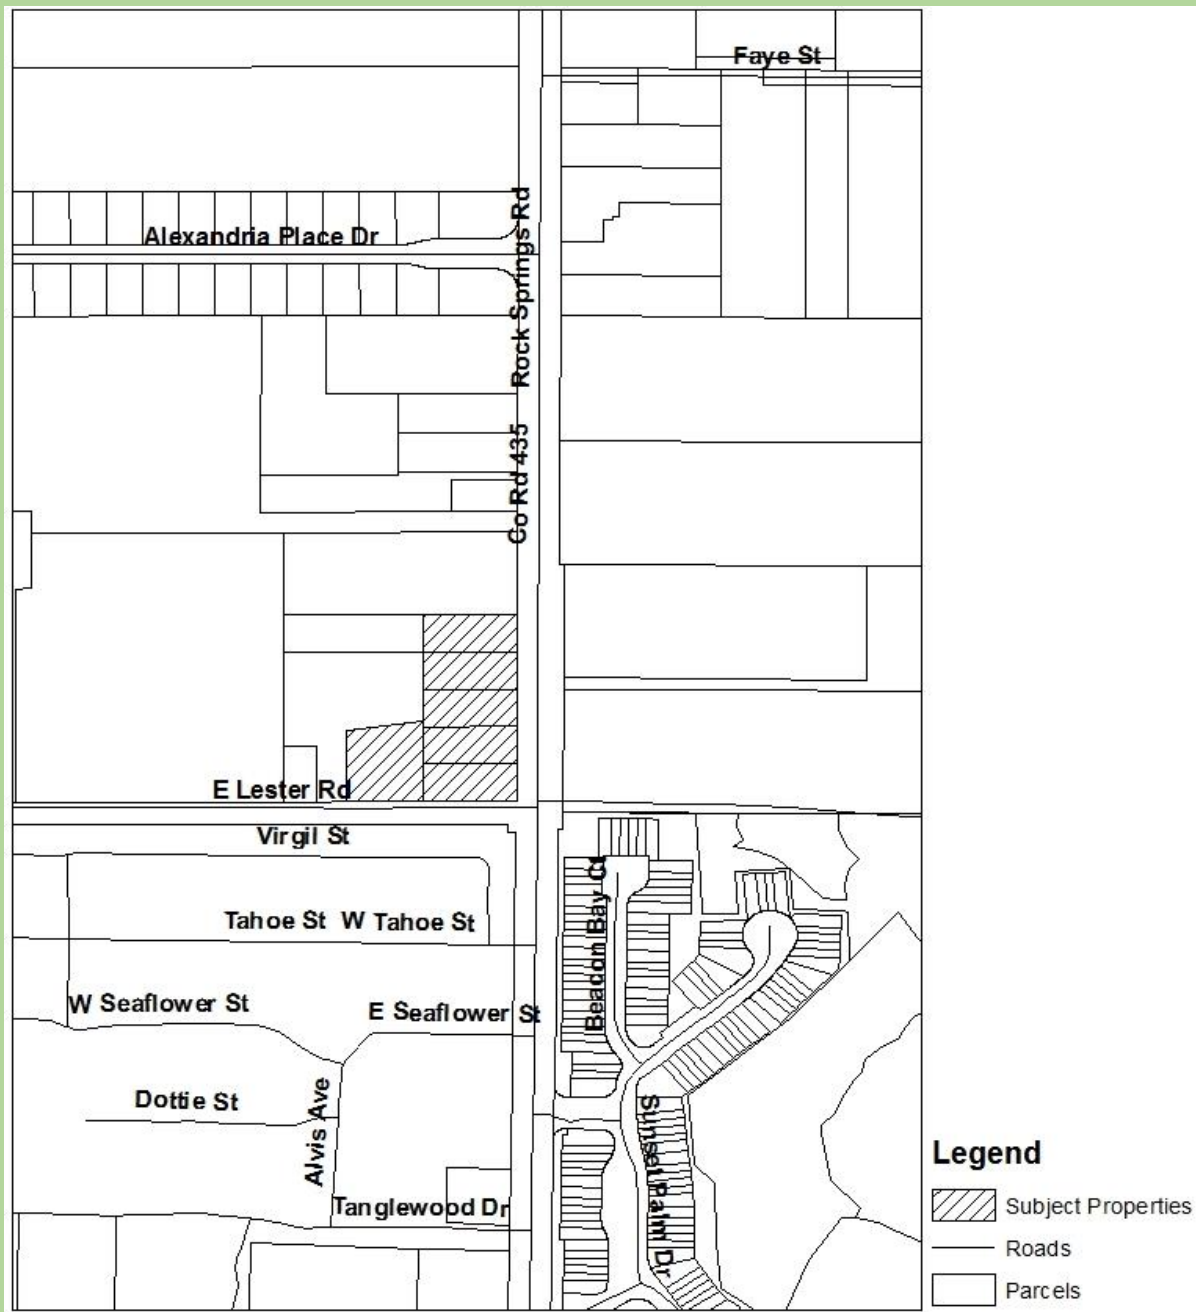 Faye St
Alexandria Place Dr
Rock Springs Rd
Co Rd 435
E Lester Rd
Virgil St
Tahoe St W Tahoe St
Beacon Bay Ct
W Seaflower St
E Seaflower St
Dottie St
Alvis Ave
Sunset Palm Dr
Tanglewood Dr
Legend
Subject Properties
Roads
Parcels